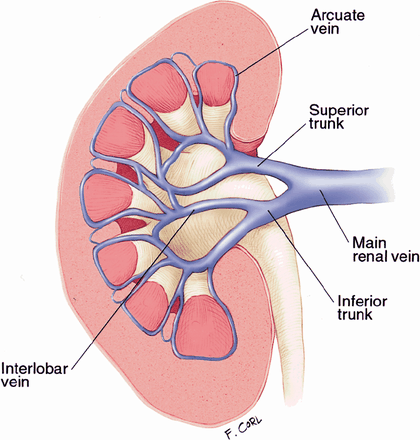 Arcuate
vein
Superior
trunk
Main
renal vein
Inferior
trunk
Interlobar
vein
F. CORL